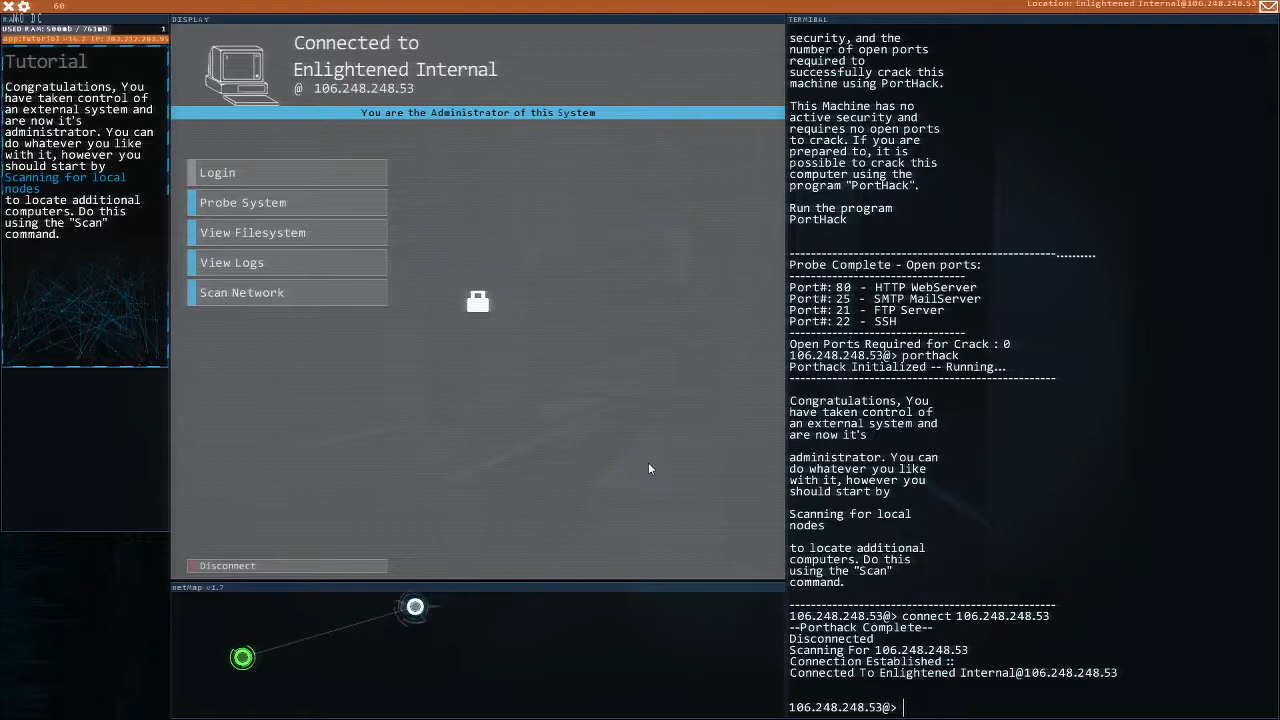 60
Location: Enlightened Internal@106.248.248.53
USED RAM: 500mb / 761mb
1
Tutorial
Congratulations, You
have taken control of
an external system and
are now it's
administrator. You can
do whatever you like
with it, however you
should start by
Scanning for local
nodes
to locate additional
computers. Do this
using the "Scan"
command.
DISPLAY
Connected to
Enlightened Internal
@ 106.248.248.53
You are the Administrator of this System
Login
Probe System
View Filesystem
View Logs
Scan Network
Disconnect
netMap v1.7
TERMINAL
security, and the
number of open ports
required to
successfully crack this
machine using PortHack.
This Machine has no
active security and
requires no open ports
to crack. If you are
prepared to, it is
possible to crack this
computer using the
program "PortHack".
Run the program
PortHack
---------------------------------------------------..........
Probe Complete - Open ports:
---------------------------------
Port#: 80 - HTTP WebServer
Port#: 25 - SMTP MailServer
Port#: 21 - FTP Server
Port#: 22 - SSH
---------------------------------
Open Ports Required for Crack : 0
106.248.248.53@> porthack
Porthack Initialized -- Running...
---------------------------------------------------
Congratulations, You
have taken control of
an external system and
are now it's
administrator. You can
do whatever you like
with it, however you
should start by
Scanning for local
nodes
to locate additional
computers. Do this
using the "Scan"
command.
---------------------------------------------------
106.248.248.53@> connect 106.248.248.53
--Porthack Complete--
Disconnected
Scanning For 106.248.248.53
Connection Established ::
Connected To Enlightened Internal@106.248.248.53
106.248.248.53@>